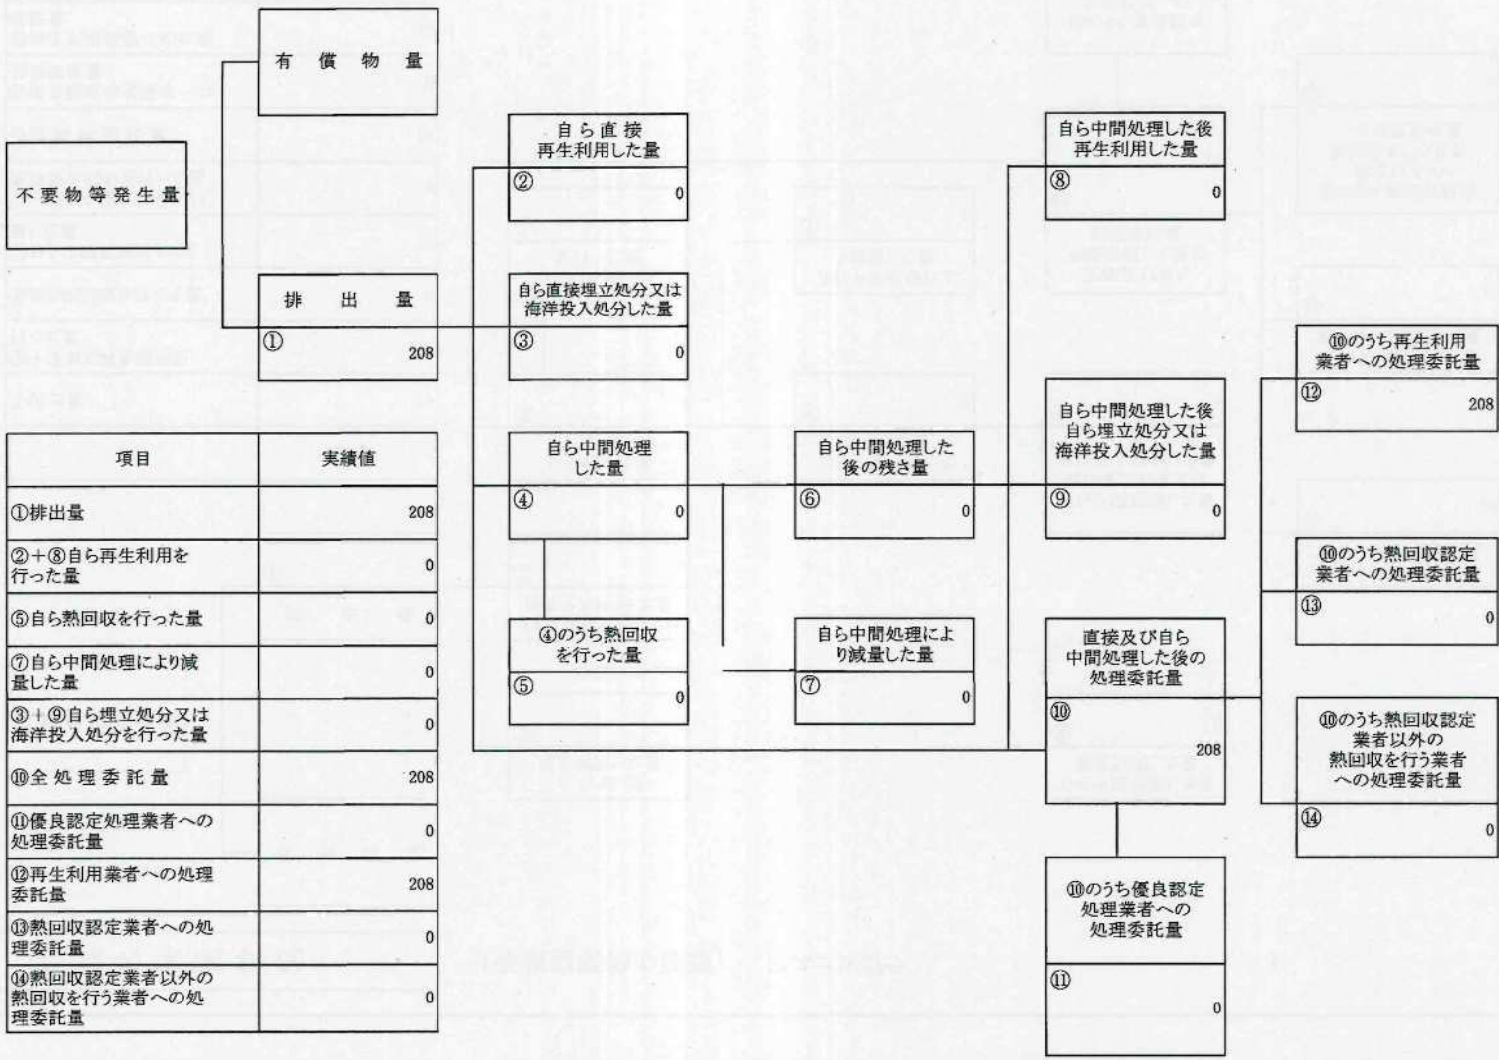 有償物量
不要物等発生量
排出量
①
208
自ら直接
再生利用した量
②
0
自ら直接埋立処分又は
海洋投入処分した量
③
0
自ら中間処理
した量
④
0
④のうち熱回収
を行った量
⑤
0
自ら中間処理した
後の残さ量
⑥
0
自ら中間処理によ
り減量した量
⑦
0
自ら中間処理した後
再生利用した量
⑧
0
自ら中間処理した後
自ら埋立処分又は
海洋投入処分した量
⑨
0
直接及び自ら
中間処理した後の
処理委託量
⑩
208
⑩のうち優良認定
処理業者への
処理委託量
⑪
0
⑩のうち再生利用
業者への処理委託量
⑫
208
⑩のうち熱回収認定
業者への処理委託量
⑬
0
⑩のうち熱回収認定
業者以外の
熱回収を行う業者
への処理委託量
⑭
0
項目 実績値
①排出量 208
②+⑧自ら再生利用を
行った量 0
⑤自ら熱回収を行った量 0
⑦自ら中間処理により減
量した量 0
③+⑨自ら埋立処分又は
海洋投入処分を行った量 0
⑩全処理委託量 208
⑪優良認定処理業者への
処理委託量 0
⑫再生利用業者への処理
委託量 208
⑬熱回収認定業者への処
理委託量 0
⑭熱回収認定業者以外の
熱回収を行う業者への処
理委託量 0